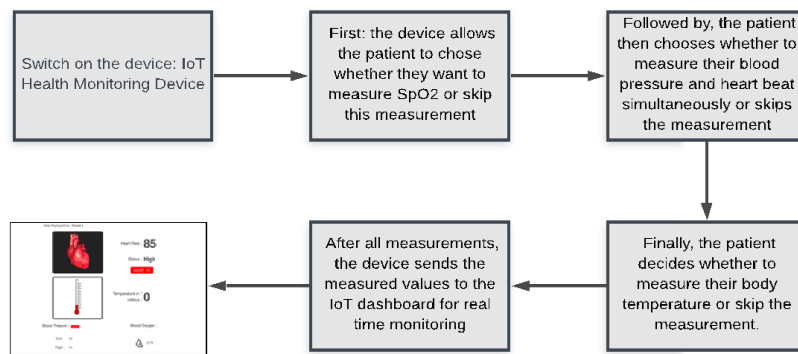 Switch on the device: IoT
Health Monitoring Device
First: the device allows
the patient to chose
whether they want to
measure SpO2 or skip
this measurement
Followed by, the patient
then chooses whether to
measure their blood
pressure and heart beat
simultaneously or skips
the measurement
Finally, the patient
decides whether to
measure their body
temperature or skip the
measurement.
After all measurements,
the device sends the
measured values to the
IoT dashboard for real
time monitoring
Heart Rate : 85
Status : High
Temperature in °
celsius : 0
Blood Pressure :
Blood Oxygen :